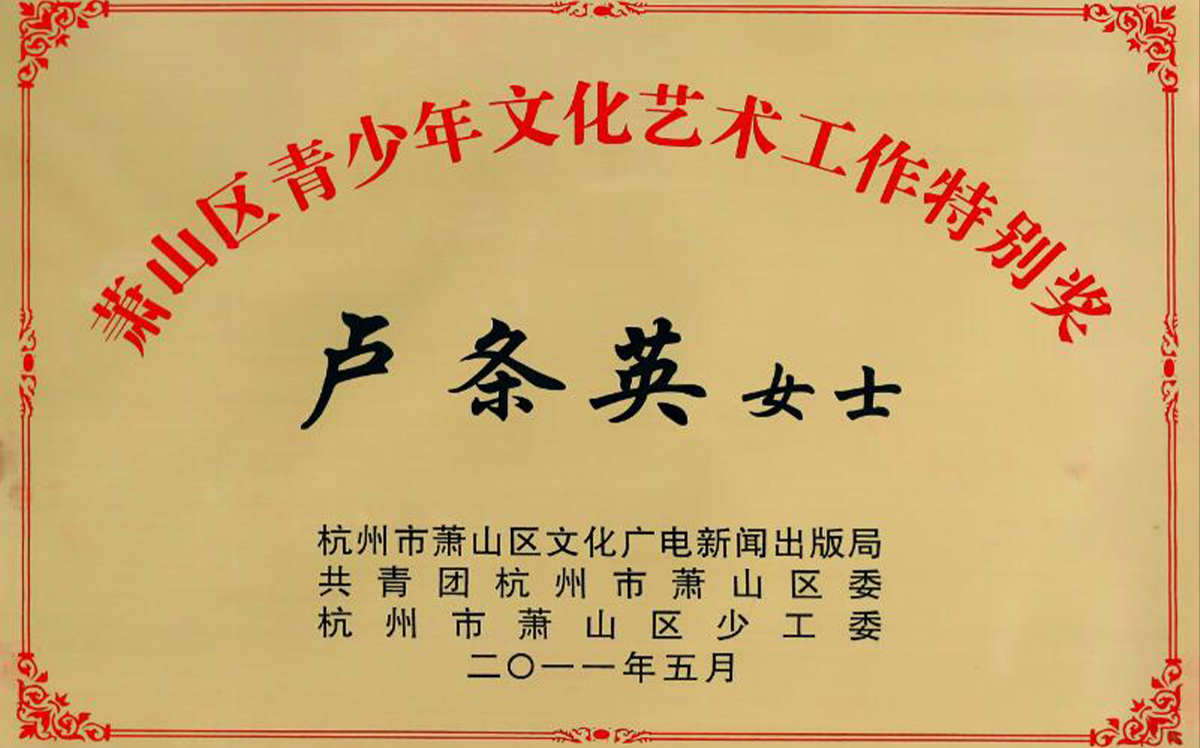 萧山区青少年文化艺术工作特别奖
卢条英女士
杭州市萧山区文化广电新闻出版局
共青团杭州市萧山区委
杭州市萧山区少工委
二〇一一年五月